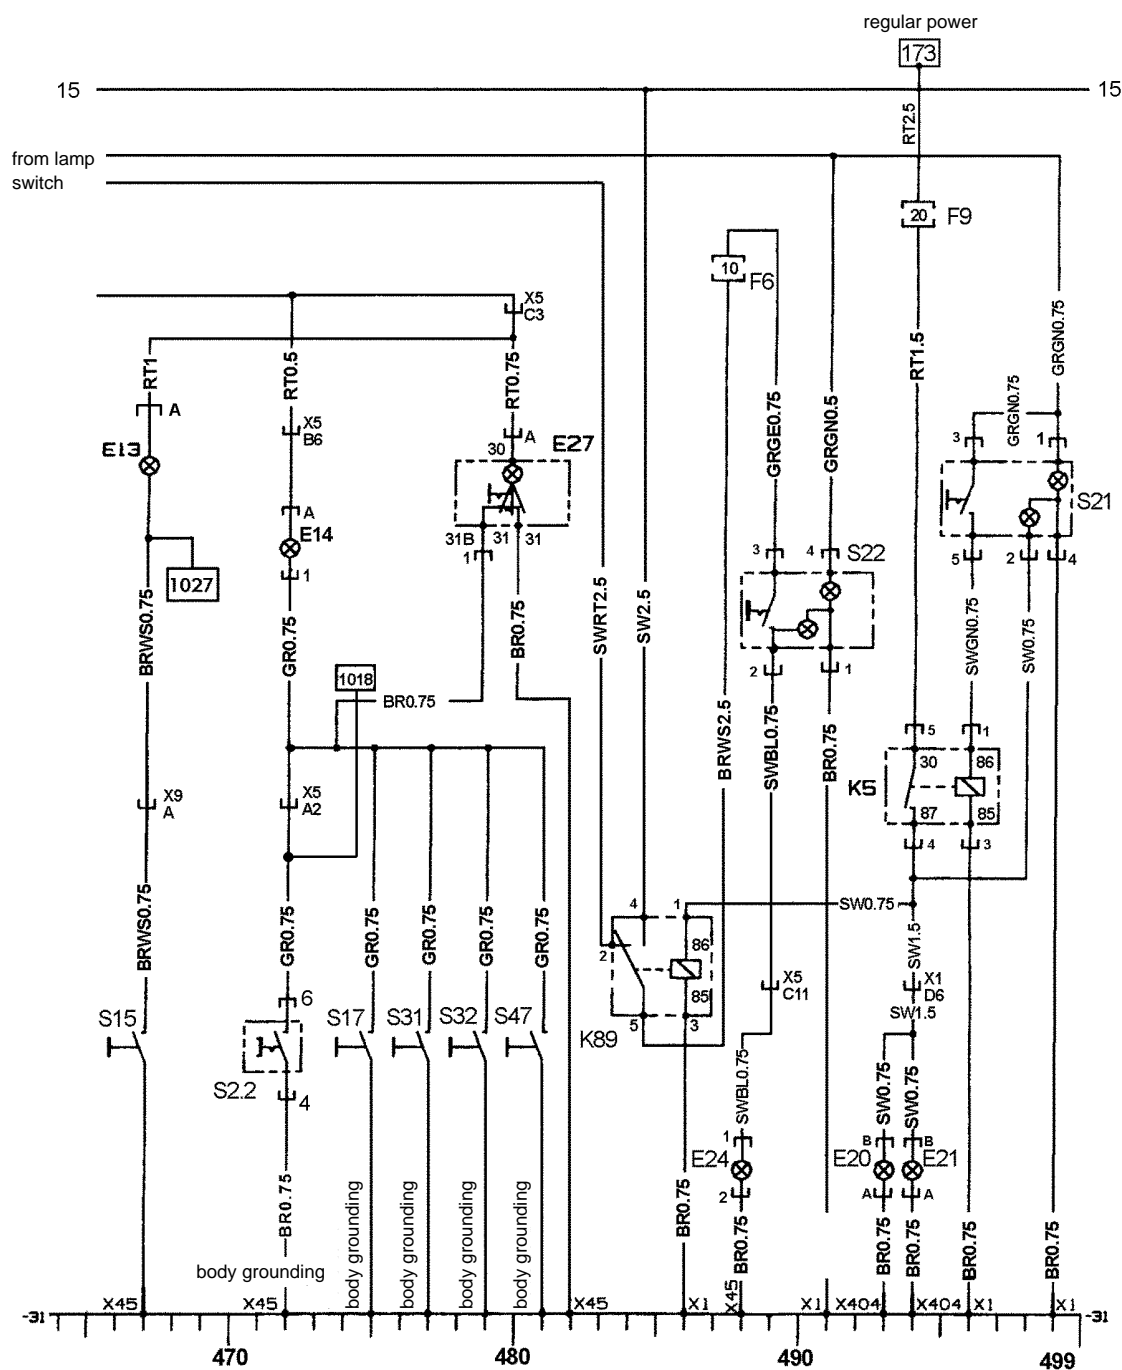 regular power
173
15
15
RT2.5
from lamp
switch
20
F9
10
F6
X5
C3
RT1
RT0.5
RT0.75
GRGE0.75
GRGN0.5
RT1.5
GRGN0.75
GRGN0.75
A
X5
B6
A
30
E27
3
1
E13
A
E14
S21
31B
31
31
1
1
1027
3
4
S22
5
2
4
BRWS0.75
GR0.75
BR0.75
SWRT2.5
SW2.5
2
1
SWGN0.75
SW0.75
1018
BR0.75
BRWS2.5
SWBL0.75
BR0.75
5
1
30
86
K5
87
85
4
3
X9
A
X5
A2
SW0.75
BRWS0.75
GR0.75
GR0.75
GR0.75
GR0.75
GR0.75
4
1
2
86
85
5
3
K89
SW1.5
X5
C11
X1
D6
SW1.5
6
S15
S17
S31
S32
S47
S2.2
4
SWBL0.75
SW0.75
SW0.75
1
B
B
E24
E20
E21
2
A
A
BR0.75
body grounding
body grounding
body grounding
body grounding
body grounding
BR0.75
BR0.75
BR0.75
BR0.75
BR0.75
BR0.75
-31
X45
X45
X45
X1
X45
X1
X404
X404
X1
X1
-31
470
480
490
499